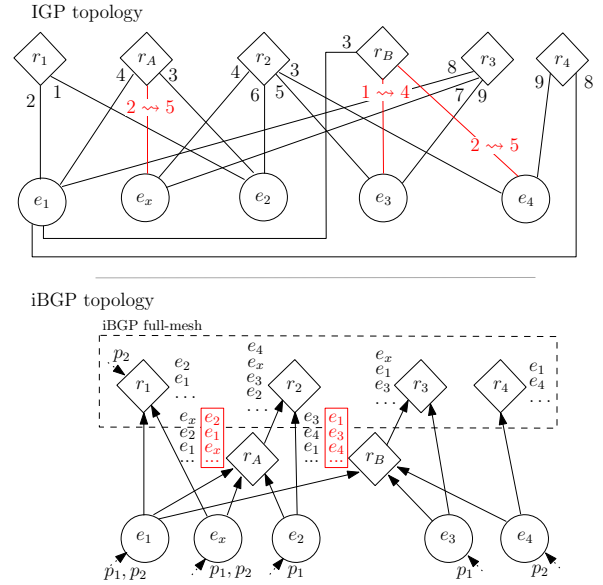 IGP topology
r1 rA r2 rB r3 r4
3
4 3 4 3 8 9 8
2 1 6 5 1 ⇝ 4 7 9
2 ⇝ 5
2 ⇝ 5
e1 ex e2 e3 e4
iBGP topology
iBGP full-mesh
p2
r1 r2 r3 r4
e2
e1
...
e4
ex
e3
e2
...
ex
e1
e3
...
e1
e4
...
ex
e2
e1
...
e2
e1
ex
...
rA
e3
e4
e1
...
e1
e3
e4
...
rB
e1 ex e2 e3 e4
p1, p2 p1, p2 p1 p1 p2